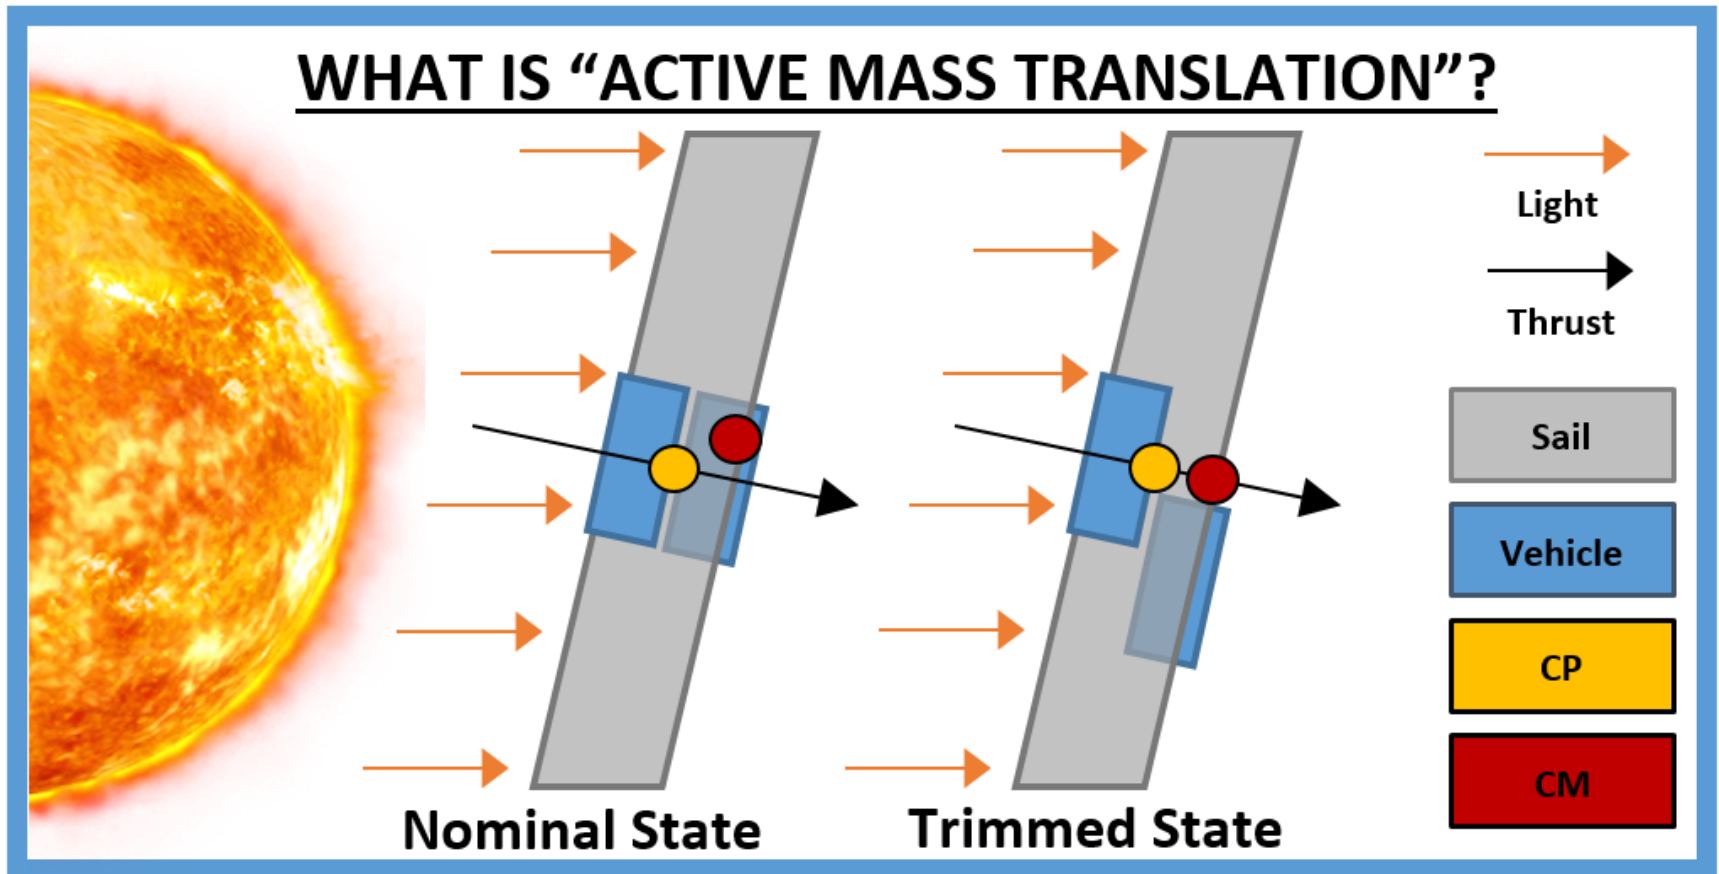 WHAT IS “ACTIVE MASS TRANSLATION”?
Light
Thrust
Sail
Vehicle
CP
CM
Nominal State
Trimmed State